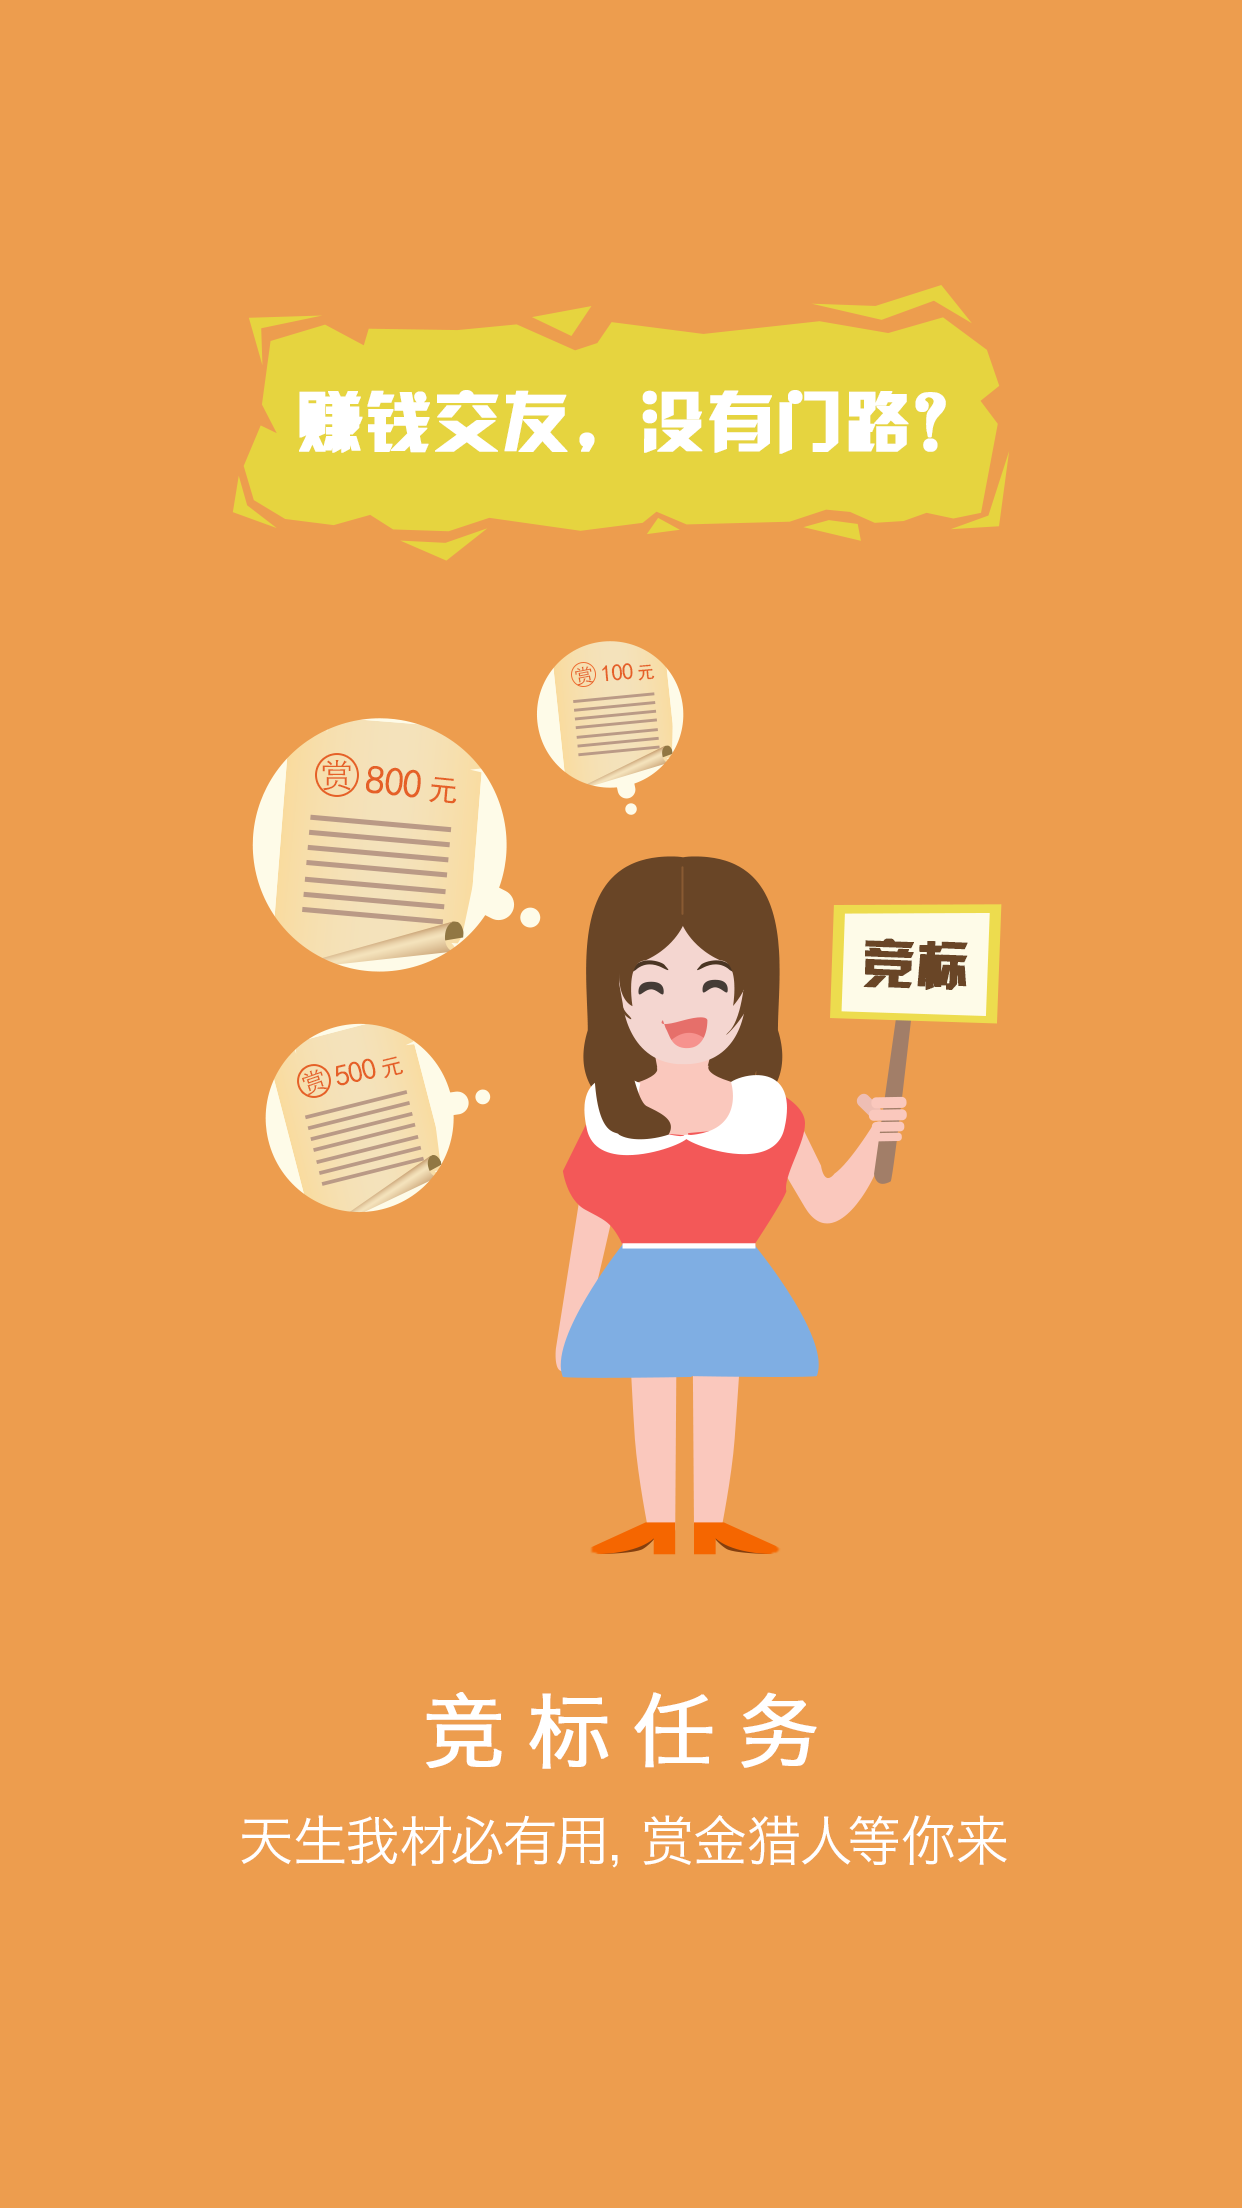 赚钱交友，没有门路?
赏 100 元
赏 800 元
竞标
赏 500 元
竞标任务
天生我材必有用, 赏金猎人等你来